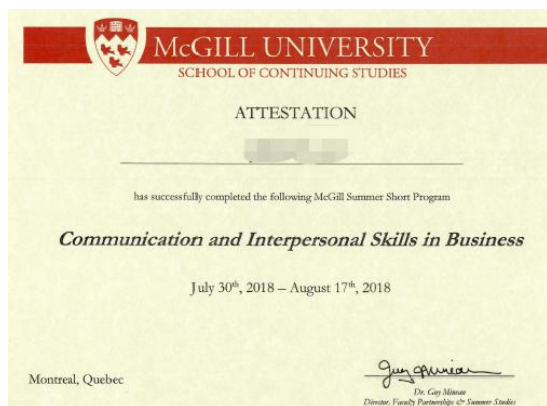 McGILL UNIVERSITY
SCHOOL OF CONTINUING STUDIES
ATTESTATION
has successfully completed the following McGill Summer Short Program
Communication and Interpersonal Skills in Business
July 30th, 2018 – August 17th, 2018
Montreal, Quebec
Dr. Guy Mineau
Director, Faculty Partnerships & Summer Studies